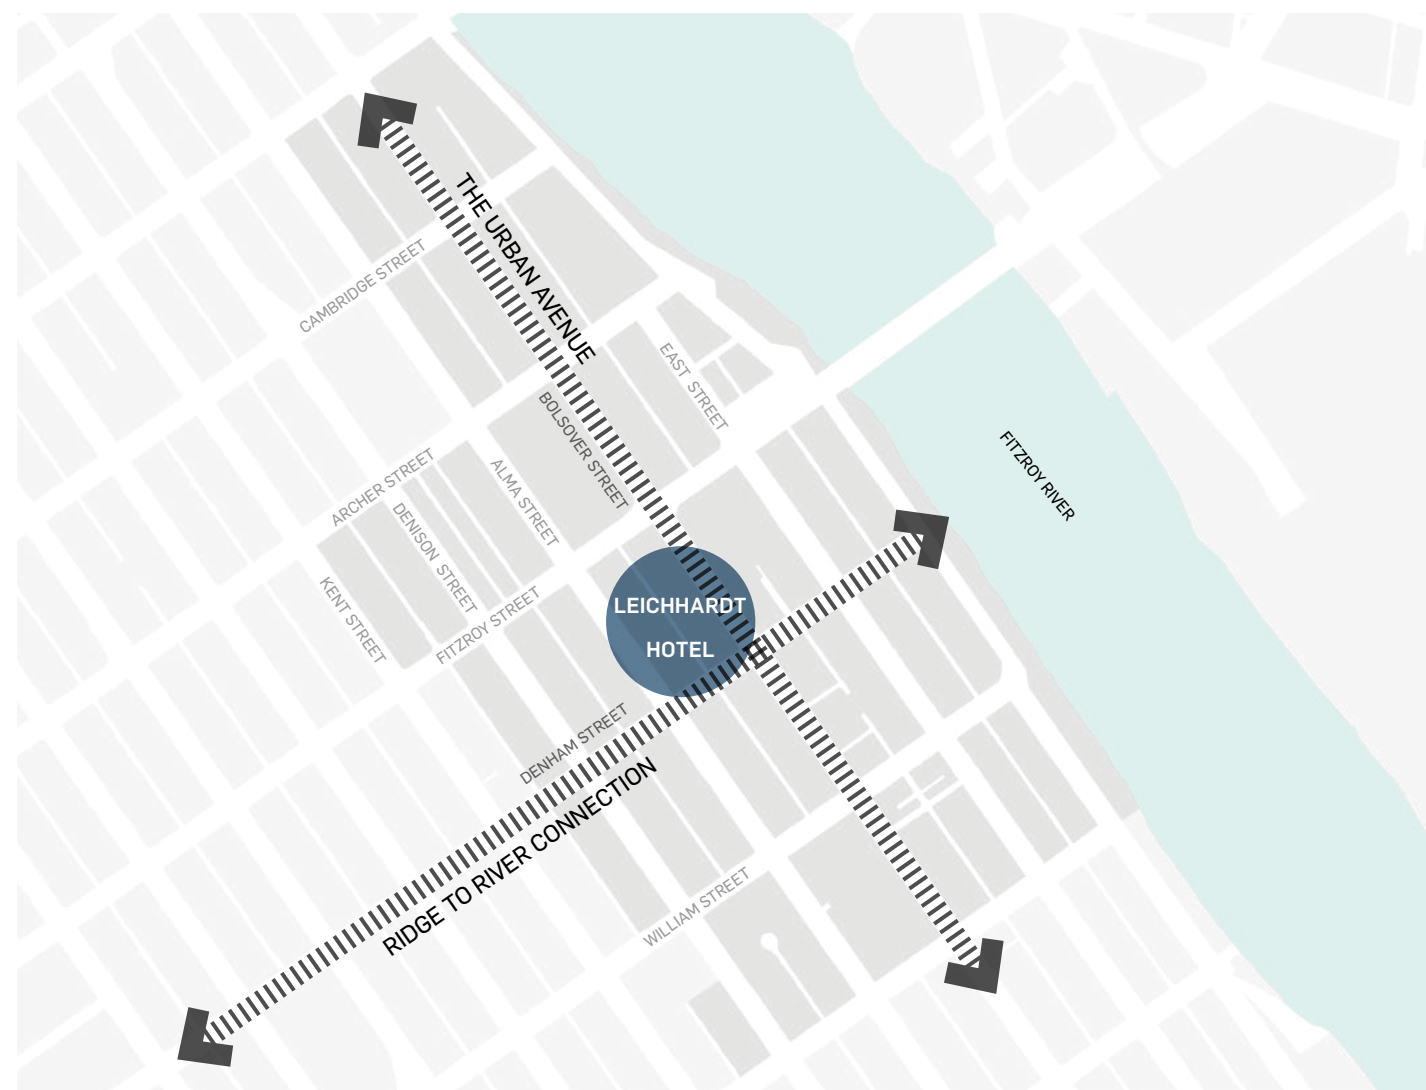 THE URBAN AVENUE
CAMBRIDGE STREET
EAST STREET
BOLSOVER STREET
FITZROY RIVER
ARCHER STREET
ALMA STREET
DENISON STREET
KENT STREET
FITZROY STREET
LEICHHARDT
HOTEL
DENHAM STREET
RIDGE TO RIVER CONNECTION
WILLIAM STREET